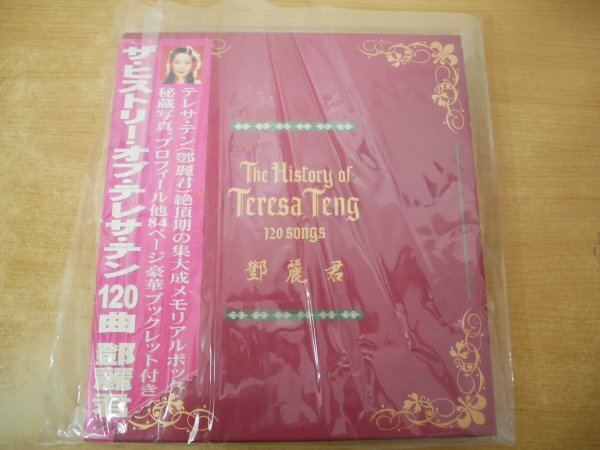 テレサ・テン(鄧麗君)絶頂期の集大成メモリアルボックス
秘蔵写真、プロフィール他84ページ豪華ブックレット付き
ザ・ヒストリー・オブ・テレサ・テン 120曲 鄧麗君
The History of
Teresa Teng
120 songs
鄧麗君